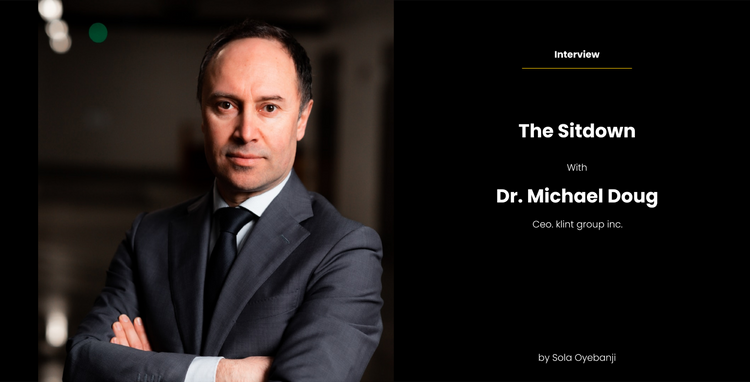 Interview
The Sitdown
With
Dr. Michael Doug
Ceo. klint group inc.
by Sola Oyebanji